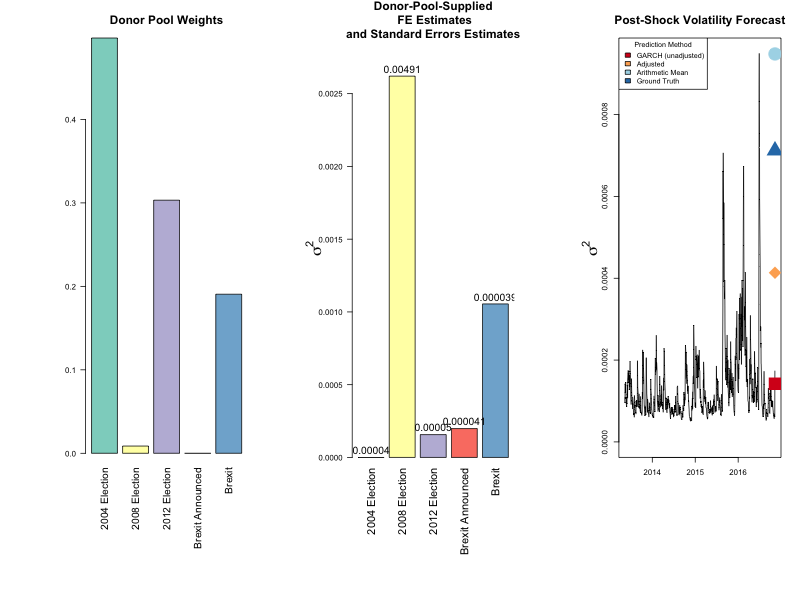 Donor Pool Weights
0.0
0.1
0.2
0.3
0.4
2004 Election
2008 Election
2012 Election
Brexit Announced
Brexit
Donor-Pool-Supplied
FE Estimates
and Standard Errors Estimates
σ2
0.0000
0.0005
0.0010
0.0015
0.0020
0.0025
0.00004
0.00491
0.00005
0.000041
0.000039
2004 Election
2008 Election
2012 Election
Brexit Announced
Brexit
Post-Shock Volatility Forecast
Prediction Method
GARCH (unadjusted)
Adjusted
Arithmetic Mean
Ground Truth
σ2
0.0000
0.0002
0.0004
0.0006
0.0008
2014
2015
2016